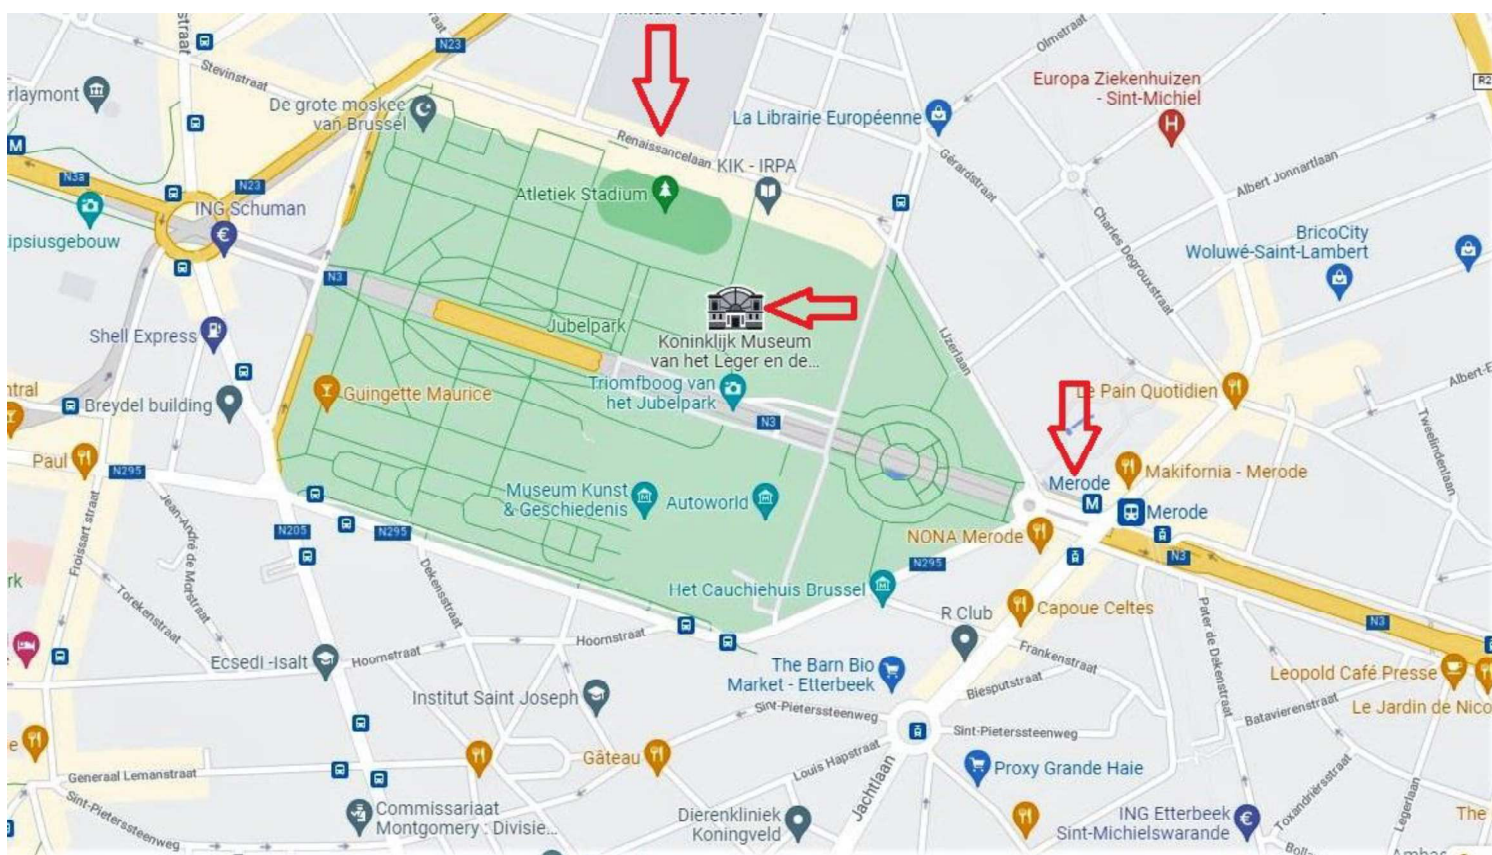 straat
N23
Stevinstraat
rlaymont
De grote moskee
van Brussel
Renaissancelaan
KIK - IRPA
La Librairie Européenne
Olmstraat
Europa Ziekenhuizen
- Sint-Michiel
H
R2
M
N3a
N23
ING Schuman
ipsiusgebouw
Atletiek Stadium
Gérardstraat
Albert Jonnartlaan
Charles Degrouxstraat
BricoCity
Woluwé-Saint-Lambert
N3
Shell Express
Jubelpark
Koninklijk Museum
van het Leger en de...
IJzerlaan
ntral
Breydel building
Guingette Maurice
Triomfboog van
het Jubelpark
N3
Le Pain Quotidien
Albert-E
Tweelindenlaan
Paul
N295
Makifornia - Merode
Merode
M
Merode
Museum Kunst
& Geschiedenis
Autoworld
Jean-André de Motstraat
N205
N295
NONA Merode
N295
N3
Froissart straat
rk
Torekenstraat
Dekensstraat
Het Cauchiehuis Brussel
R Club
Capoue Celtes
Pater de Dekenstraat
N3
Hoornstraat
Ecsedi -Isalt
Hoornstraat
The Barn Bio
Market - Etterbeek
Frankenstraat
Biesputstraat
Leopold Café Presse
Le Jardin de Nico
Institut Saint Joseph
Sint-Pieterssteenweg
Sint-Pieterssteenweg
Batavierenstraat
e
Gâteau
Louis Hapstraat
Proxy Grande Haie
Generaal Lemanstraat
Jachtlaan
Toxandriërsstraat
Legerlaan
Sint-Pieterssteenweg
Commissariaat
Montgomery : Divisie...
Dierenkliniek
Koningveld
ING Etterbeek
Sint-Michielswarande
The